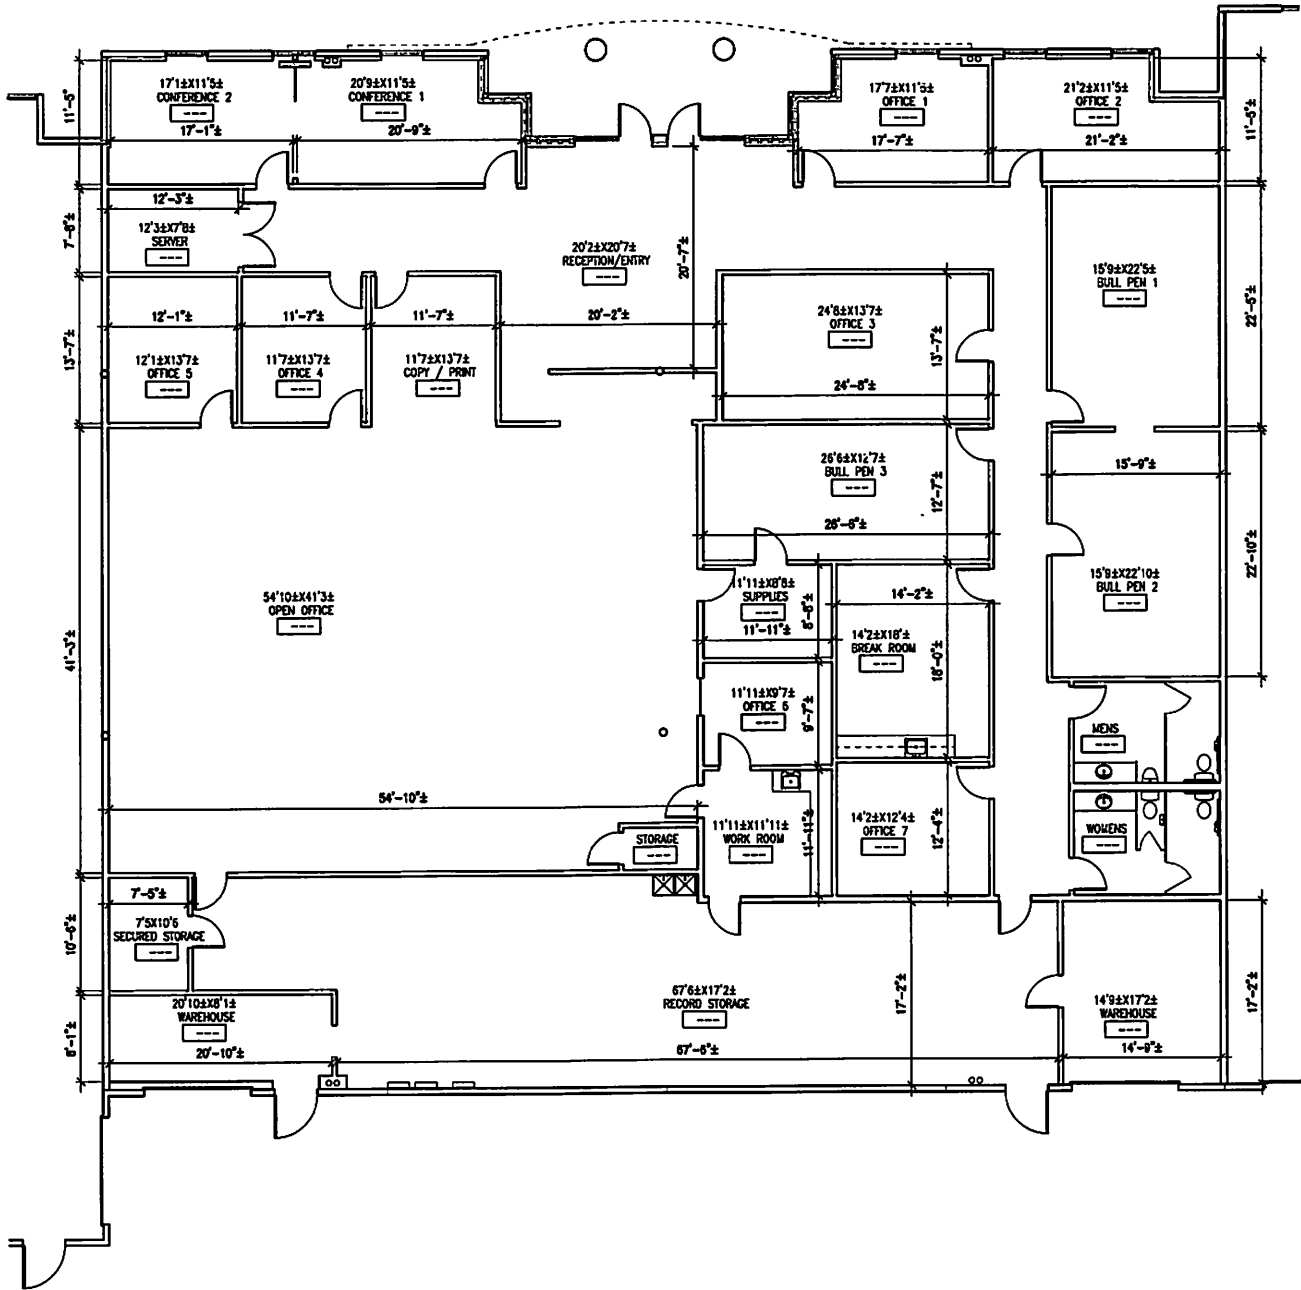 17'1±X11'5±
CONFERENCE 2
---
17'-1"±
20'9±X11'5±
CONFERENCE 1
---
20'-9"±
17'7±X11'5±
OFFICE 1
---
17'-7"±
21'2±X11'5±
OFFICE 2
---
21'-2"±
11'-5"
11'-5"±
12'-3"±
12'3±X7'8±
SERVER
---
7'-8"±
20'2±X20'7±
RECEPTION/ENTRY
---
20'-7"±
20'-2"±
15'9±X22'5±
BULL PEN 1
---
22'-5"±
24'8±X13'7±
OFFICE 3
---
13'-7"±
24'-8"±
12'-1"±
12'1±X13'7±
OFFICE 5
---
13'-7"±
11'-7"±
11'7±X13'7±
OFFICE 4
---
11'-7"±
11'7±X13'7±
COPY / PRINT
---
26'6±X12'7±
BULL PEN 3
---
12'-7"±
26'-6"±
15'-9"±
15'9±X22'10±
BULL PEN 2
---
22'-10"±
54'10±X41'3±
OPEN OFFICE
---
41'-3"±
54'-10"±
11'11±X8'8±
SUPPLIES
---
11'-11"±
8'-8"±
14'-2"±
14'2±X18'±
BREAK ROOM
---
18'-0"±
11'11±X9'7±
OFFICE 6
---
9'-7"±
MENS
---
WOMENS
---
STORAGE
---
11'11±X11'11±
WORK ROOM
---
11'-11"±
14'2±X12'4±
OFFICE 7
---
12'-4"±
7'-5"±
7'5X10'6
SECURED STORAGE
---
10'-6"±
20'10±X8'1±
WAREHOUSE
---
20'-10"±
8'-1"±
67'6±X17'2±
RECORD STORAGE
---
67'-6"±
17'-2"±
14'9±X17'2±
WAREHOUSE
---
14'-9"±
17'-2"±